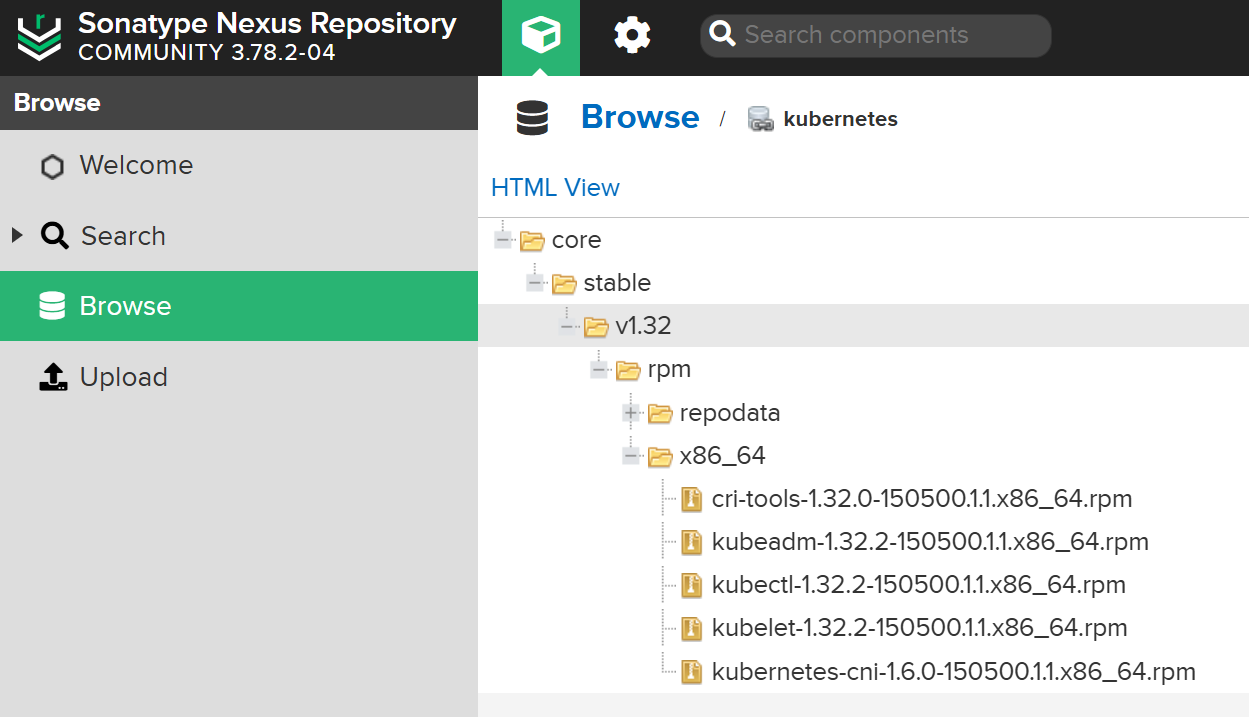 Sonatype Nexus Repository
COMMUNITY 3.78.2-04
Search components
Browse
Welcome
Search
Browse
Upload
Browse / kubernetes
HTML View
core
stable
v1.32
rpm
repodata
x86_64
cri-tools-1.32.0-150500.1.1.x86_64.rpm
kubeadm-1.32.2-150500.1.1.x86_64.rpm
kubectl-1.32.2-150500.1.1.x86_64.rpm
kubelet-1.32.2-150500.1.1.x86_64.rpm
kubernetes-cni-1.6.0-150500.1.1.x86_64.rpm